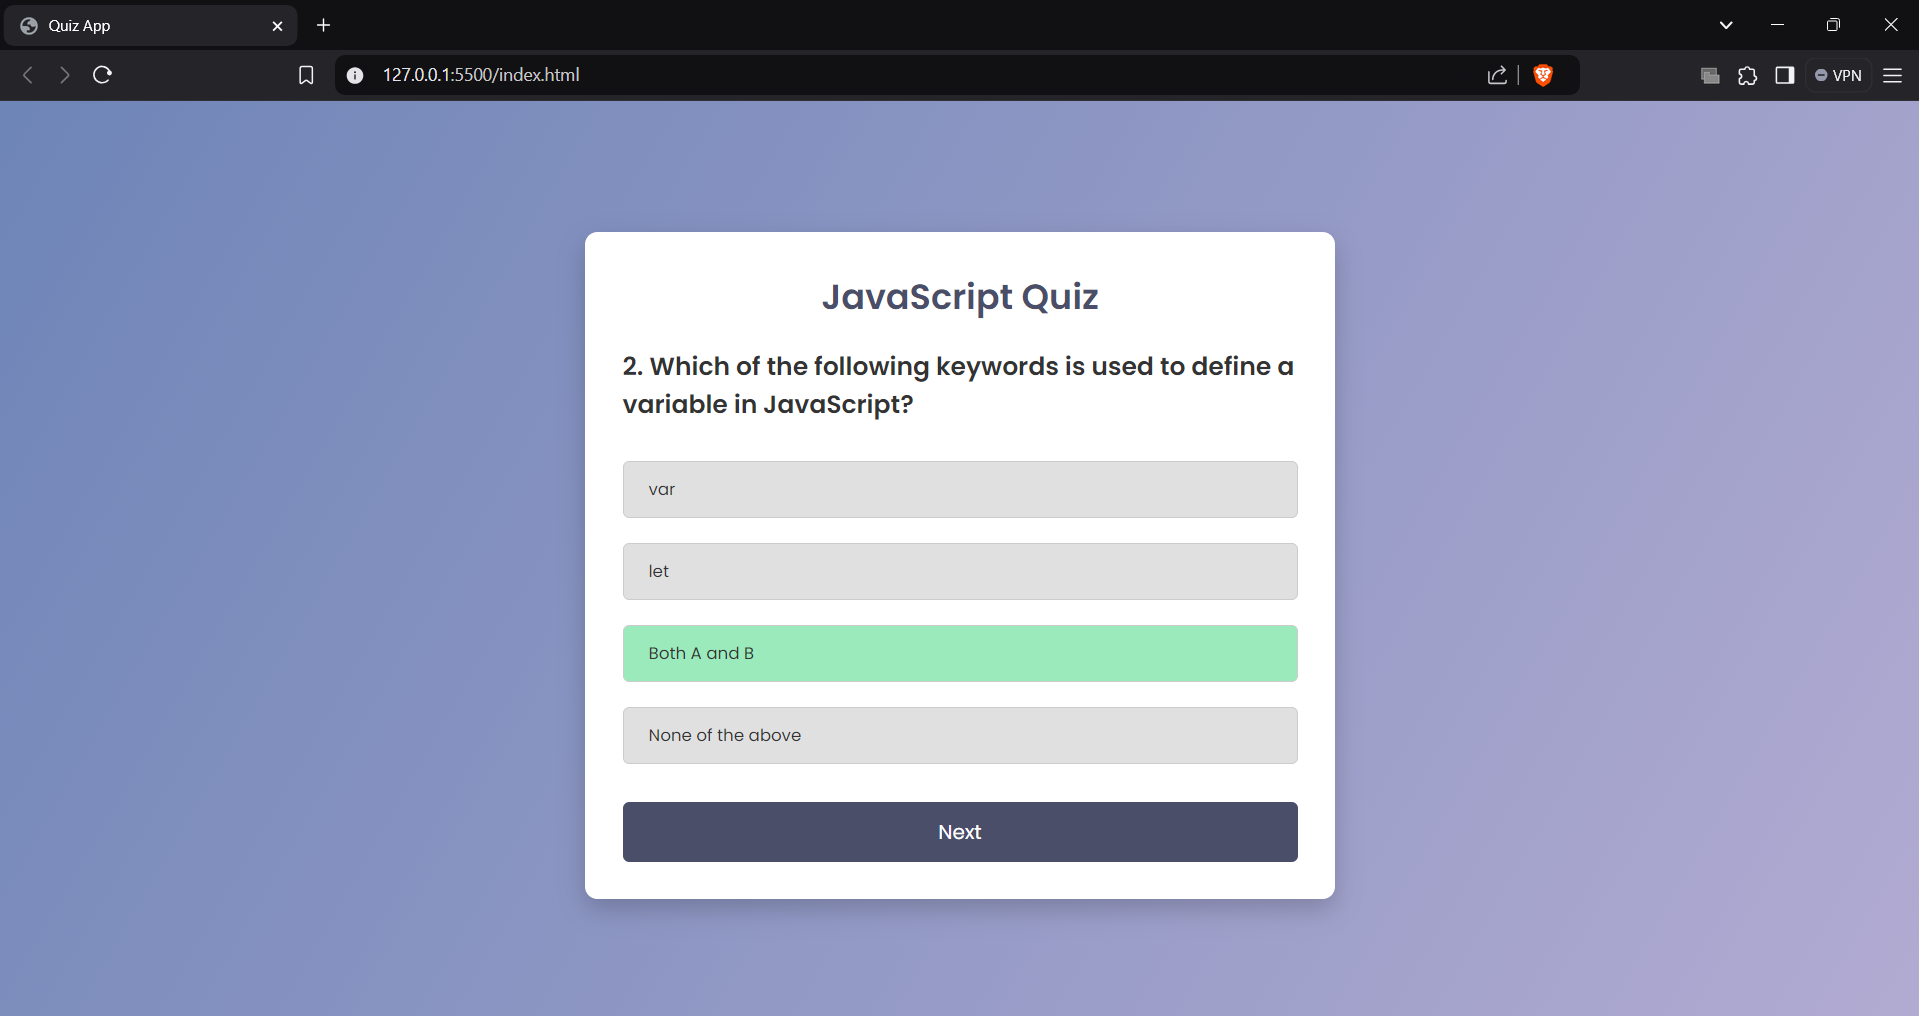 Quiz App
127.0.0.1:5500/index.html
VPN
JavaScript Quiz
2. Which of the following keywords is used to define a
variable in JavaScript?
var
let
Both A and B
None of the above
Next